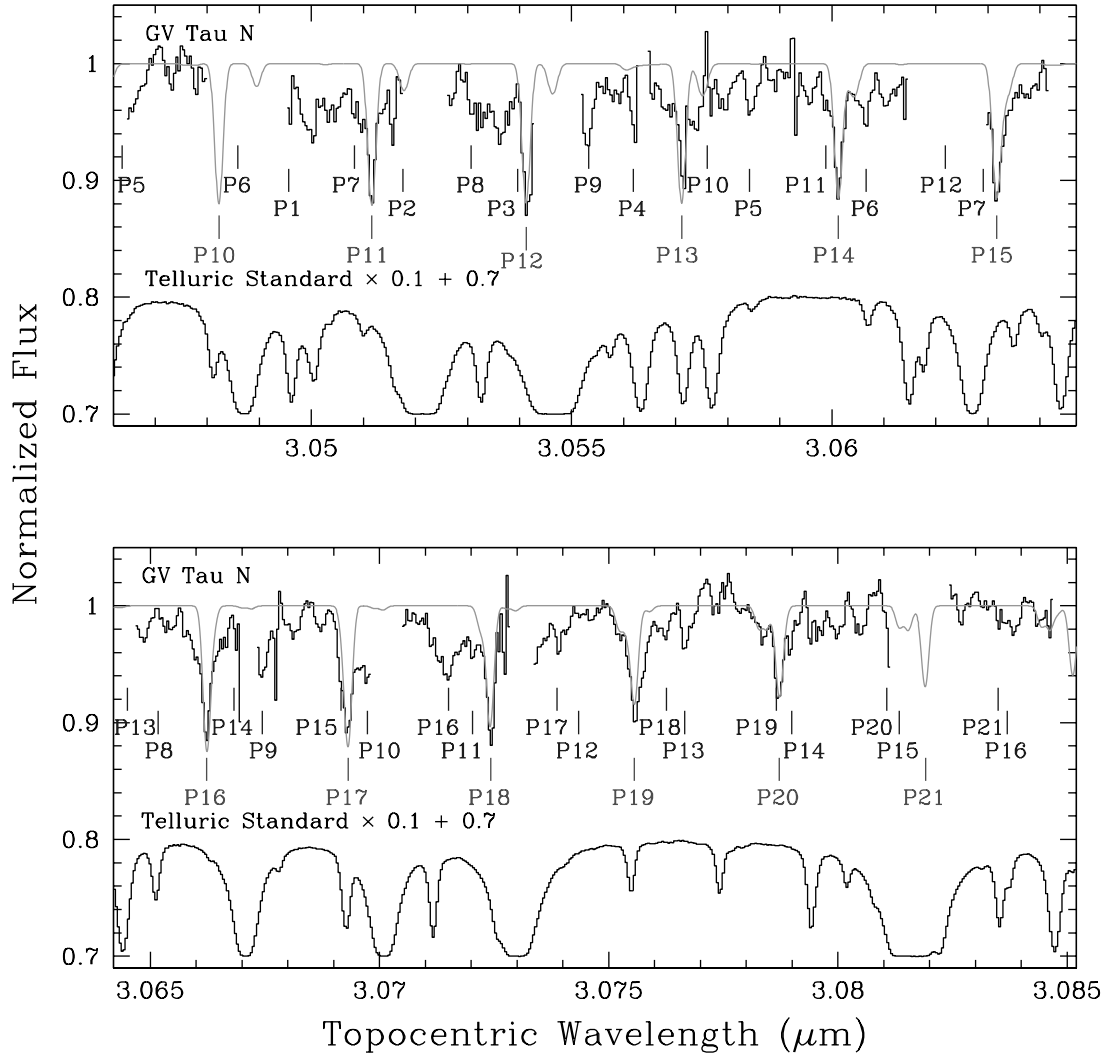 GV Tau N
1
0.9
0.8
0.7
P5 P6 P7 P8 P9 P10 P11 P12
P1 P2 P3 P4 P5 P6 P7
P10 P11 P12 P13 P14 P15
Telluric Standard × 0.1 + 0.7
3.05 3.055 3.06
Normalized Flux
GV Tau N
1
0.9
0.8
0.7
P13 P14 P15 P16 P17 P18 P19 P20 P21
P8 P9 P10 P11 P12 P13 P14 P15 P16
P16 P17 P18 P19 P20 P21
Telluric Standard × 0.1 + 0.7
3.065 3.07 3.075 3.08 3.085
Topocentric Wavelength (μm)